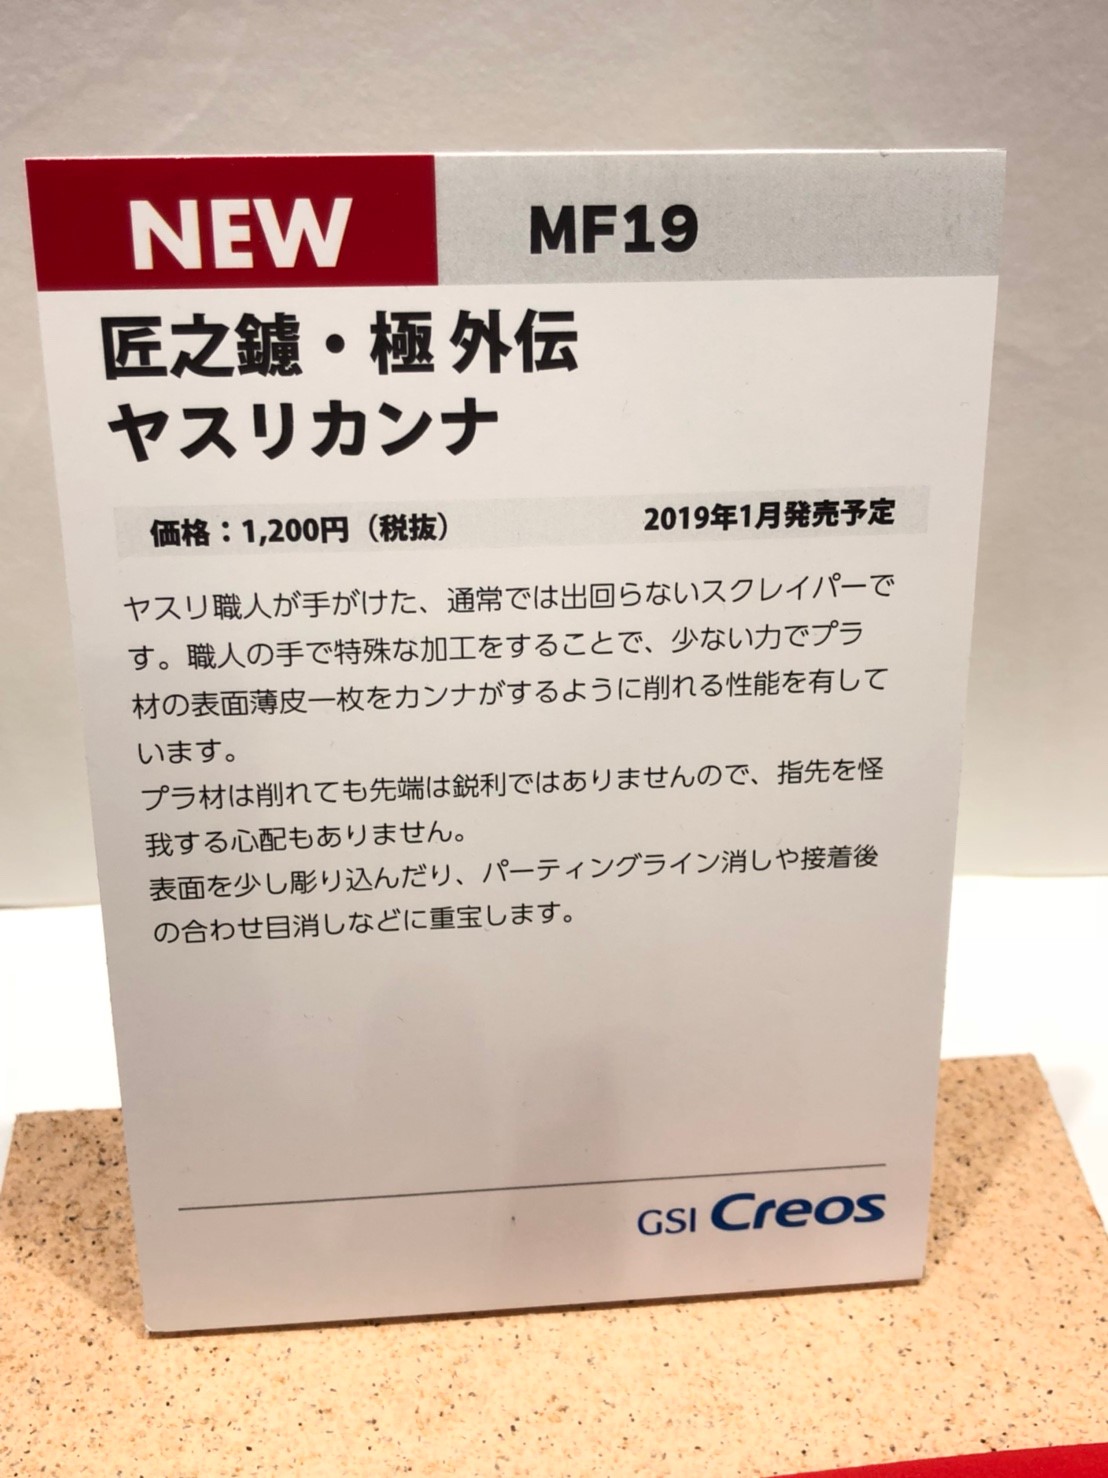 NEW
MF19
匠之鑢・極 外伝
ヤスリカンナ
価格：1,200円（税抜）
2019年1月発売予定
ヤスリ職人が手がけた、通常では出回らないスクレイパーで
す。職人の手で特殊な加工をすることで、少ない力でプラ
材の表面薄皮一枚をカンナがするように削れる性能を有して
います。
プラ材は削れても先端は鋭利ではありませんので、指先を怪
我する心配もありません。
表面を少し彫り込んだり、パーティングライン消しや接着後
の合わせ目消しなどに重宝します。
GSI Creos